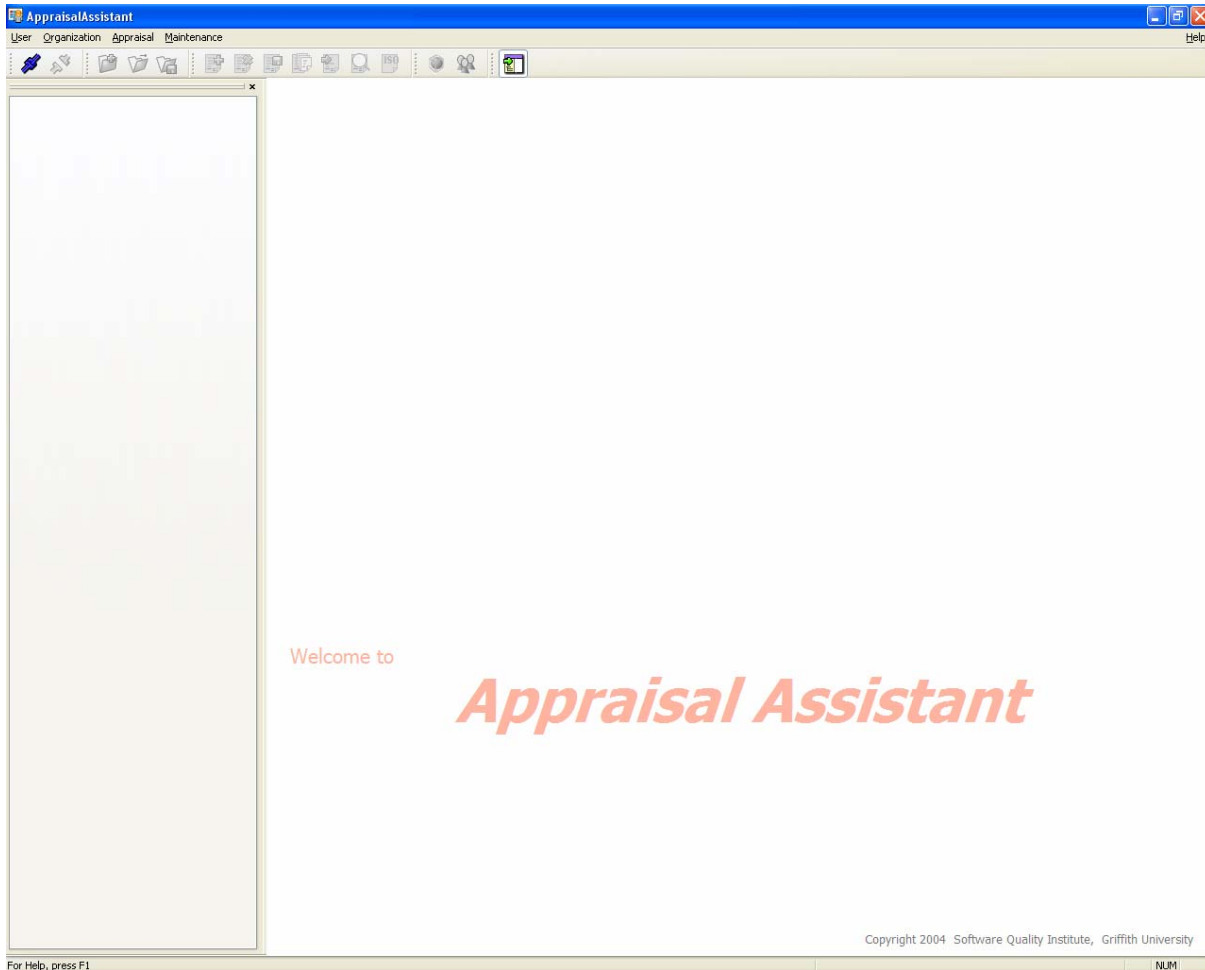 AppraisalAssistant
User Organization Appraisal Maintenance Help
ISO
x
Welcome to
Appraisal Assistant
Copyright 2004 Software Quality Institute, Griffith University
For Help, press F1 NUM